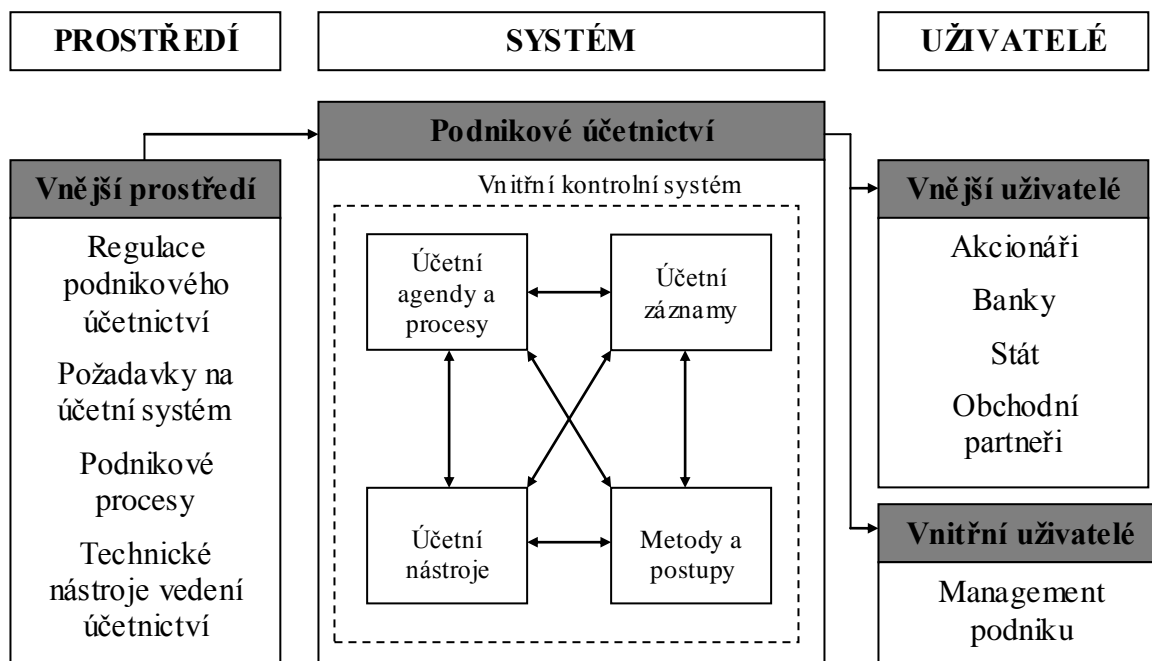 PROSTŘEDÍ
SYSTÉM
UŽIVATELÉ
Podnikové účetnictví
Vnější prostředí
Regulace
podnikového
účetnictví
Požadavky na
účetní systém
Podnikové
procesy
Technické
nástroje vedení
účetnictví
Vnitřní kontrolní systém
Účetní
agendy a
procesy
Účetní
záznamy
Účetní
nástroje
Metody a
postupy
Vnější uživatelé
Akcionáři
Banky
Stát
Obchodní
partneři
Vnitřní uživatelé
Management
podniku